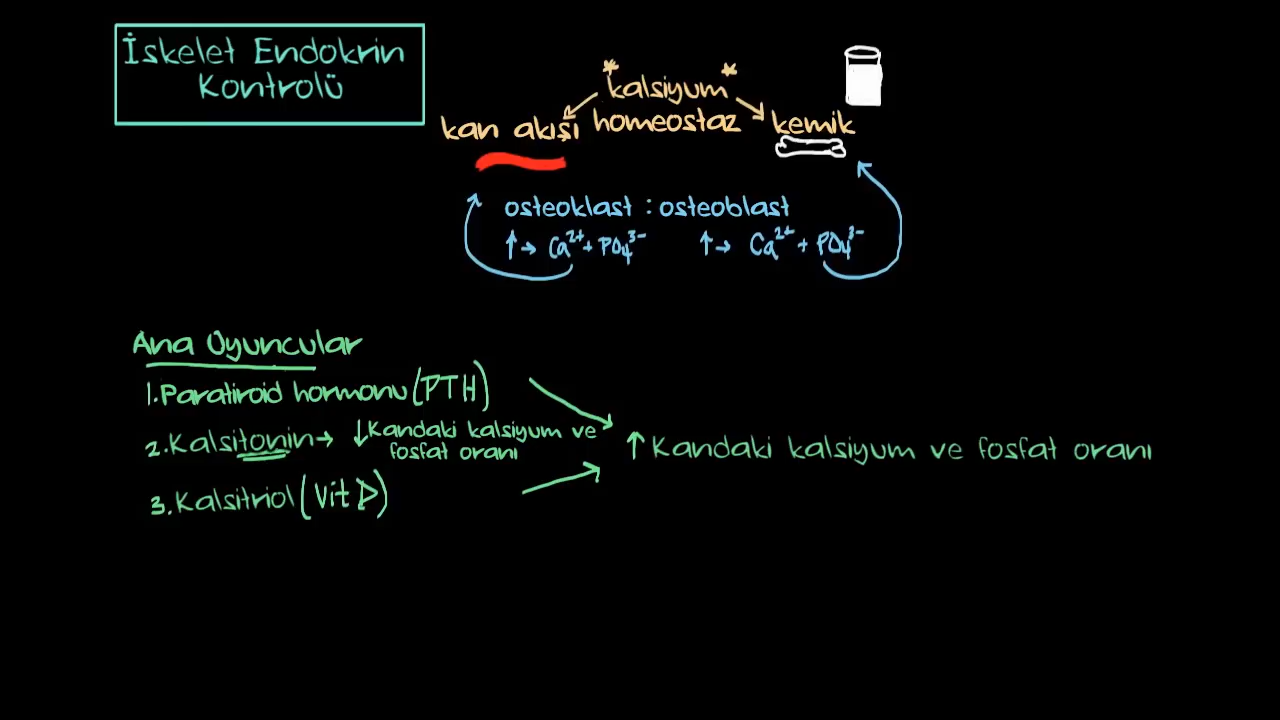 İskelet Endokrin
Kontrolü
* kalsiyum *
kan akışı homeostaz kemik
osteoklast : osteoblast
↑→ Ca²⁺ + PO₄³⁻ ↑→ Ca²⁺ + PO₄³⁻
Ana Oyuncular
1.Paratiroid hormonu (PTH)
2.Kalsitonin→ ↓Kandaki kalsiyum ve
fosfat oranı
↑ Kandaki kalsiyum ve fosfat oranı
3.Kalsitriol (Vit D)